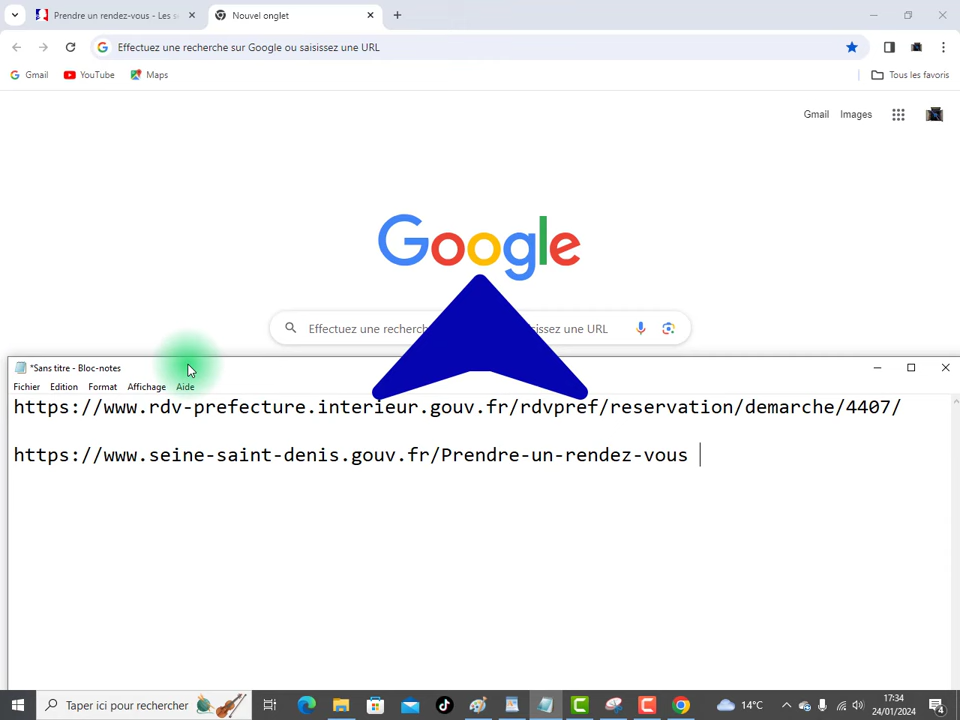 Prendre un rendez-vous - Les s
Nouvel onglet
Effectuez une recherche sur Google ou saisissez une URL
Gmail
YouTube
Maps
Tous les favoris
Gmail
Images
Google
Effectuez une recherch
sissez une URL
*Sans titre - Bloc-notes
Fichier
Edition
Format
Affichage
Aide
https://www.rdv-prefecture.interieur.gouv.fr/rdvpref/reservation/demarche/4407/
https://www.seine-saint-denis.gouv.fr/Prendre-un-rendez-vous
Taper ici pour rechercher
14°C
17:34
24/01/2024
4